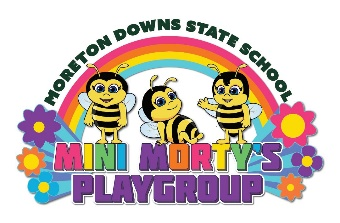 MORETON DOWNS STATE SCHOOL
MINI MORTY'S
PLAYGROUP